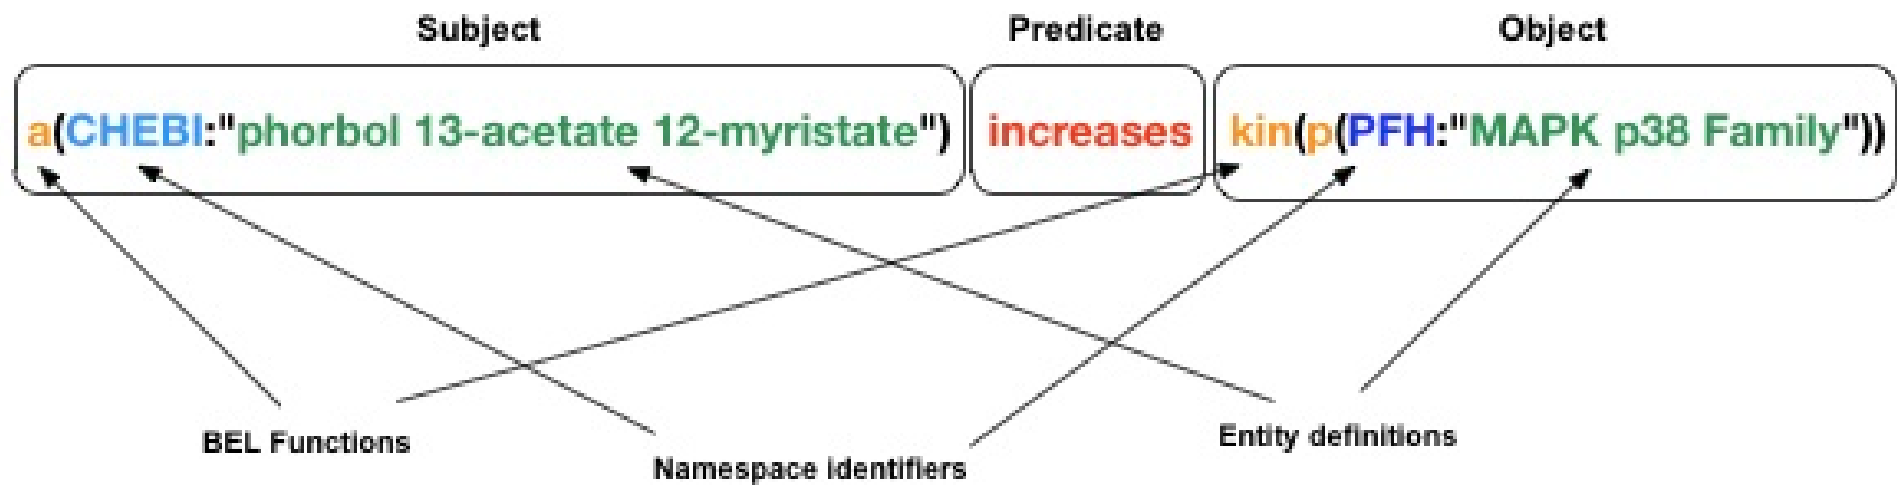 Subject Predicate Object
a(CHEBI:"phorbol 13-acetate 12-myristate") increases kin(p(PFH:"MAPK p38 Family"))
BEL Functions
Namespace identifiers
Entity definitions